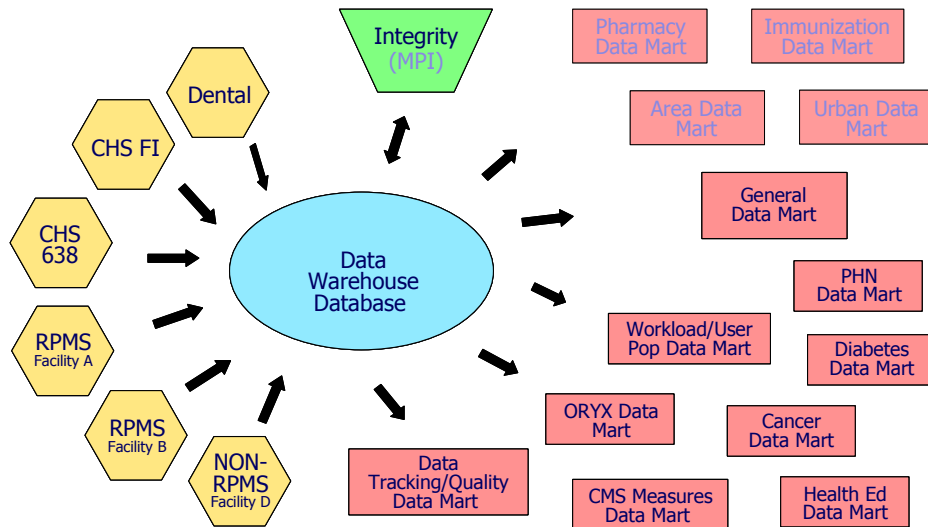 Integrity
(MPI)
Pharmacy
Data Mart
Immunization
Data Mart
Dental
Area Data
Mart
Urban Data
Mart
CHS FI
General
Data Mart
CHS
638
Data
Warehouse
Database
PHN
Data Mart
RPMS
Facility A
Workload/User
Pop Data Mart
Diabetes
Data Mart
RPMS
Facility B
ORYX Data
Mart
Cancer
Data Mart
NON-
RPMS
Facility D
Data
Tracking/Quality
Data Mart
CMS Measures
Data Mart
Health Ed
Data Mart